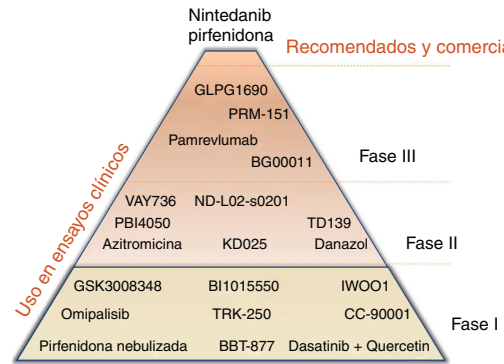 Nintedanib
pirfenidona
Recomendados y comercia
GLPG1690
PRM-151
Pamrevlumab
BG00011
Fase III
Uso en ensayos clínicos
VAY736 ND-L02-s0201
PBI4050 TD139
Azitromicina KD025 Danazol
Fase II
GSK3008348 BI1015550 IWOO1
Omipalisib TRK-250 CC-90001
Fase I
Pirfenidona nebulizada BBT-877 Dasatinib + Quercetin